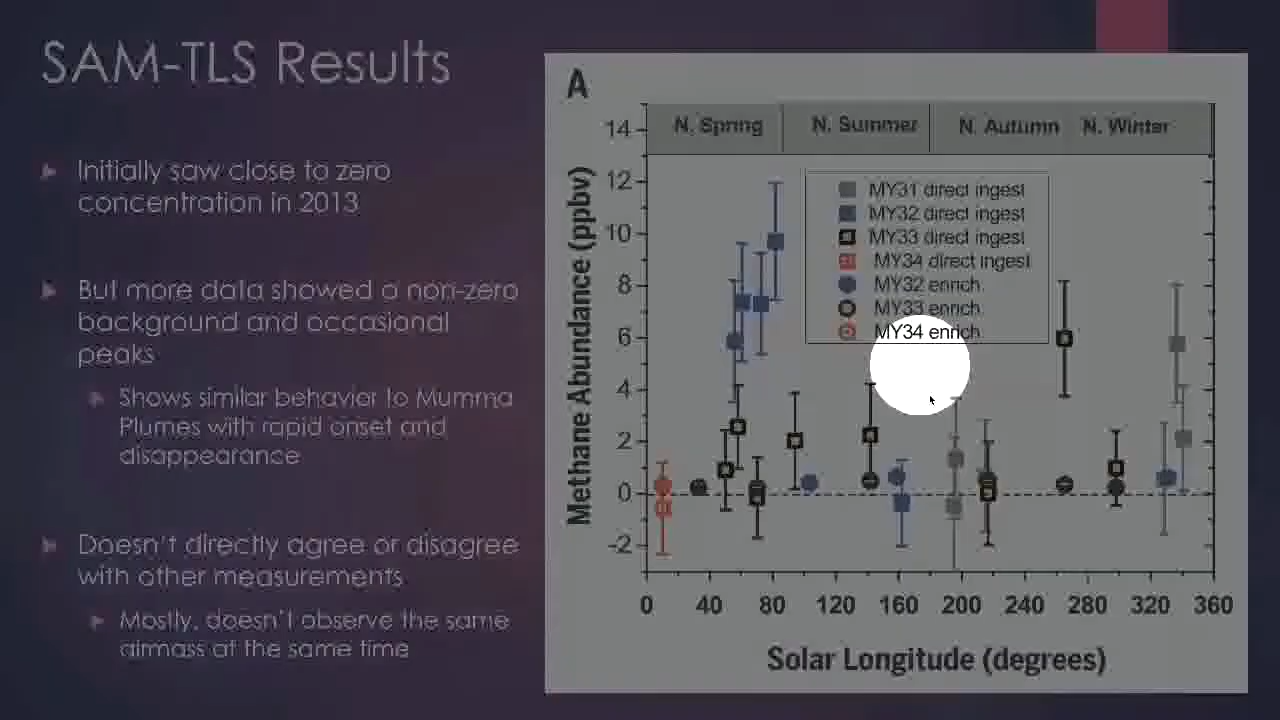 SAM-TLS Results
Initially saw close to zero
concentration in 2013
But more data showed a non-zero
background and occasional
peaks
Shows similar behavior to Mumma
Plumes with rapid onset and
disappearance
Doesn't directly agree or disagree
with other measurements
Mostly, doesn't observe the same
airmass at the same time
A
N. Spring N. Summer N. Autumn N. Winter
MY31 direct ingest
MY32 direct ingest
MY33 direct ingest
MY34 direct ingest
MY32 enrich
MY33 enrich
MY34 enrich
Methane Abundance (ppbv)
14
12
10
8
6
4
2
0
-2
0 40 80 120 160 200 240 280 320 360
Solar Longitude (degrees)